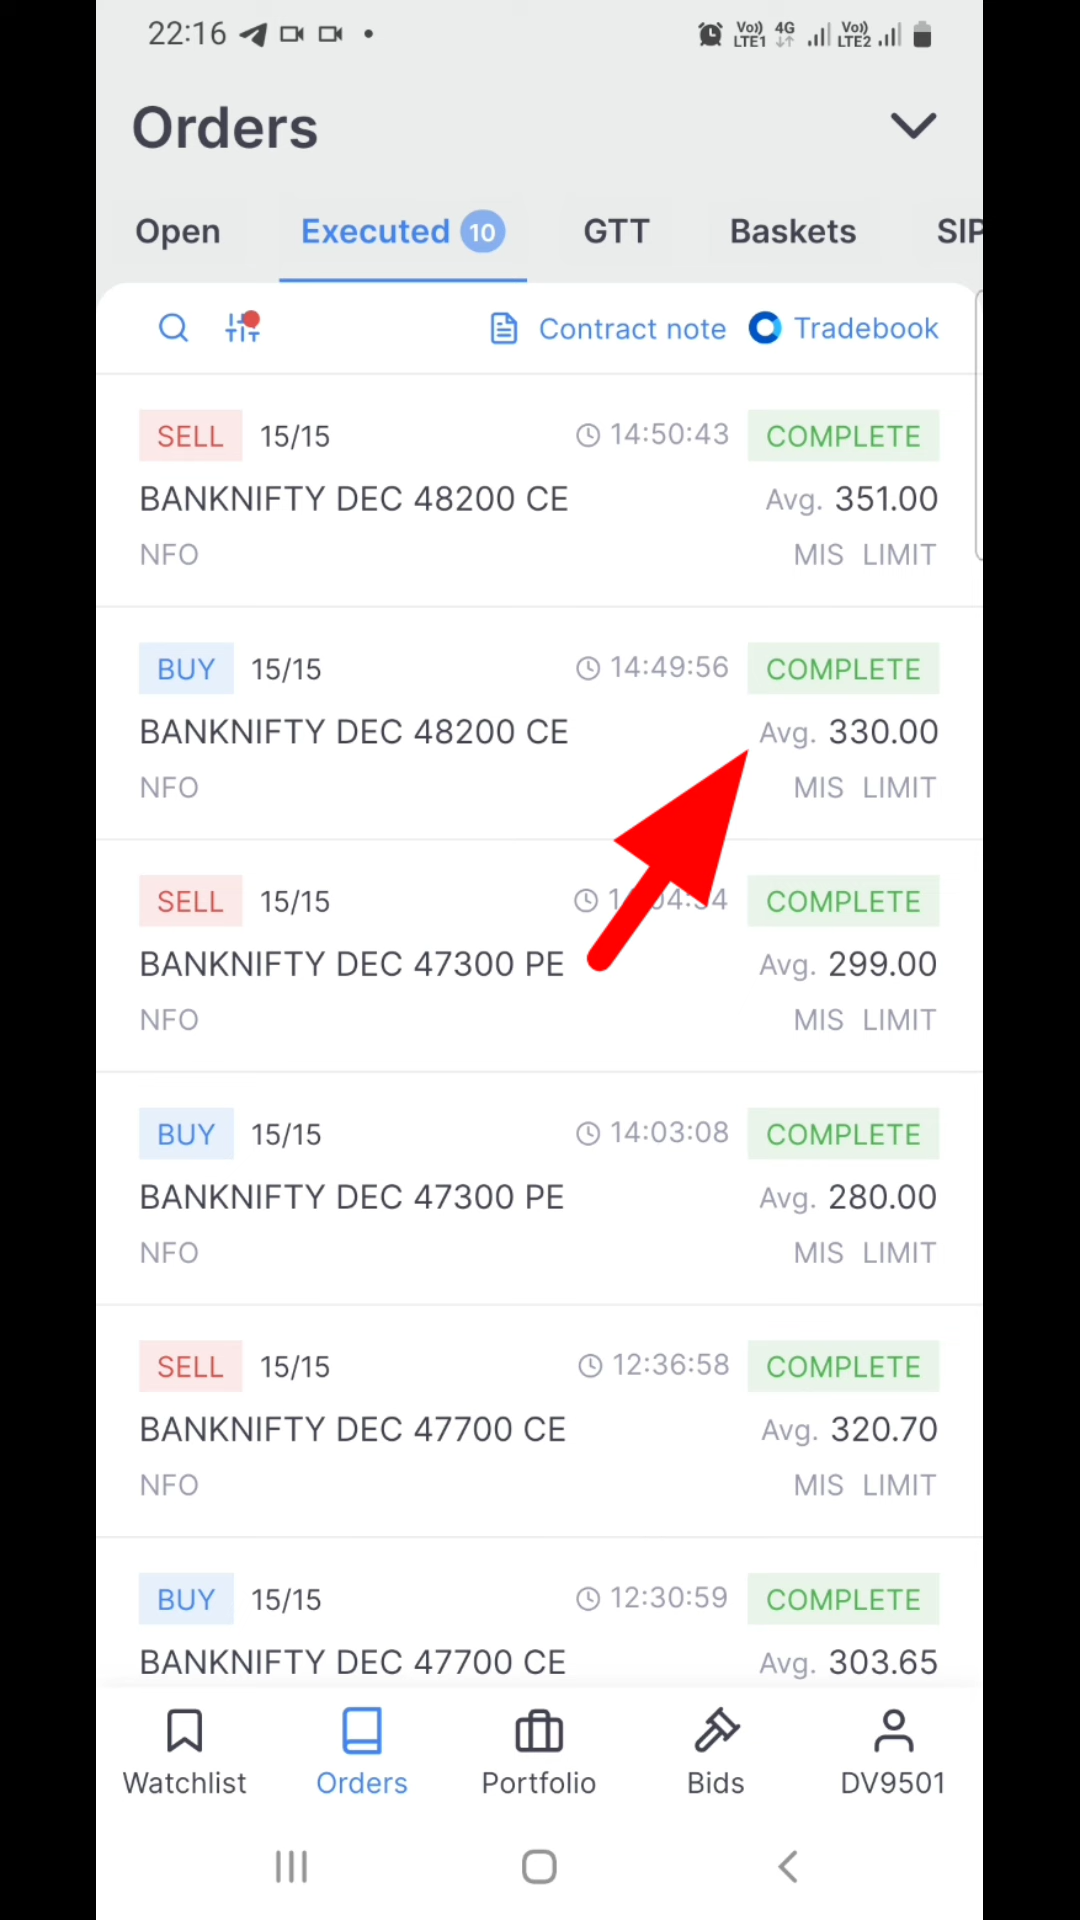 22:16 Vo)) LTE1 4G Vo)) LTE2
Orders
Open Executed 10 GTT Baskets SIP
Contract note Tradebook
SELL 15/15 14:50:43 COMPLETE
BANKNIFTY DEC 48200 CE Avg. 351.00
NFO MIS LIMIT
BUY 15/15 14:49:56 COMPLETE
BANKNIFTY DEC 48200 CE Avg. 330.00
NFO MIS LIMIT
SELL 15/15 COMPLETE
BANKNIFTY DEC 47300 PE Avg. 299.00
NFO MIS LIMIT
BUY 15/15 14:03:08 COMPLETE
BANKNIFTY DEC 47300 PE Avg. 280.00
NFO MIS LIMIT
SELL 15/15 12:36:58 COMPLETE
BANKNIFTY DEC 47700 CE Avg. 320.70
NFO MIS LIMIT
BUY 15/15 12:30:59 COMPLETE
BANKNIFTY DEC 47700 CE Avg. 303.65
Watchlist Orders Portfolio Bids DV9501